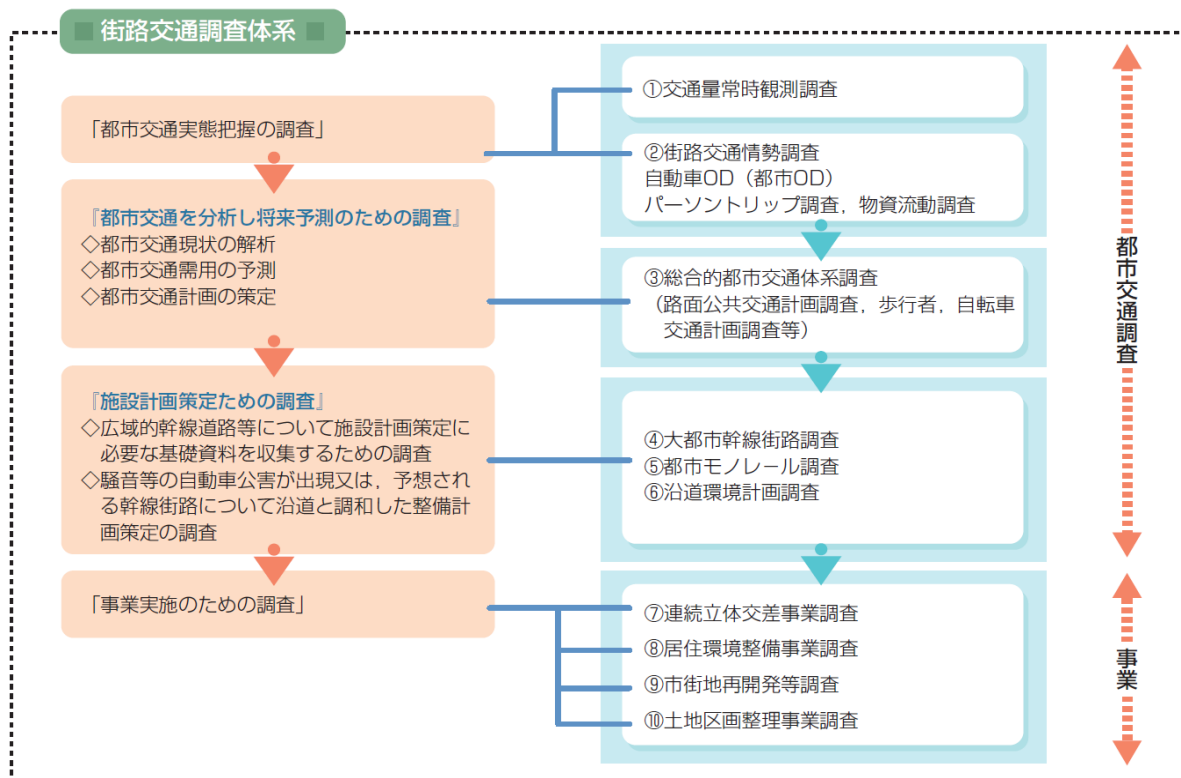 街路交通調査体系
「都市交通実態把握の調査」
『都市交通を分析し将来予測のための調査』
◇都市交通現状の解析
◇都市交通需用の予測
◇都市交通計画の策定
『施設計画策定ための調査』
◇広域的幹線道路等について施設計画策定に
必要な基礎資料を収集するための調査
◇騒音等の自動車公害が出現又は，予想され
る幹線街路について沿道と調和した整備計
画策定の調査
「事業実施のための調査」
①交通量常時観測調査
②街路交通情勢調査
自動車OD（都市OD）
パーソントリップ調査，物資流動調査
③総合的都市交通体系調査
（路面公共交通計画調査，歩行者，自転車
交通計画調査等）
④大都市幹線街路調査
⑤都市モノレール調査
⑥沿道環境計画調査
⑦連続立体交差事業調査
⑧居住環境整備事業調査
⑨市街地再開発等調査
⑩土地区画整理事業調査
都市交通調査
事業